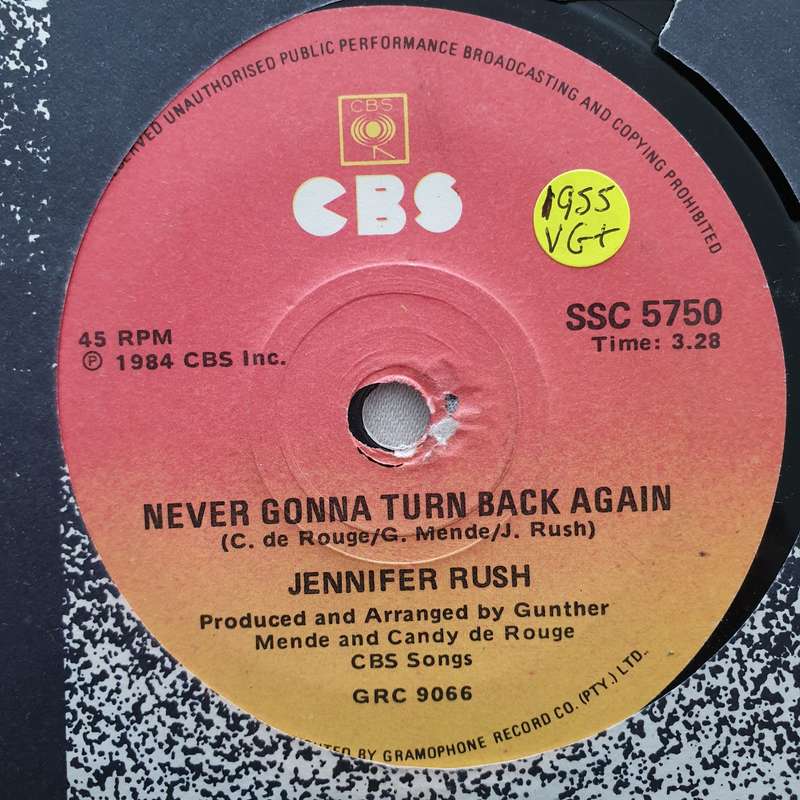 UNAUTHORISED PUBLIC PERFORMANCE BROADCASTING AND COPYING PROHIBITED
CBS
CBS
1955
VG+
SSC 5750
Time: 3.28
45 RPM
℗ 1984 CBS Inc.
NEVER GONNA TURN BACK AGAIN
(C. de Rouge/G. Mende/J. Rush)
JENNIFER RUSH
Produced and Arranged by Gunther
Mende and Candy de Rouge
CBS Songs
GRC 9066
BY GRAMOPHONE RECORD CO. (PTY.) LTD.